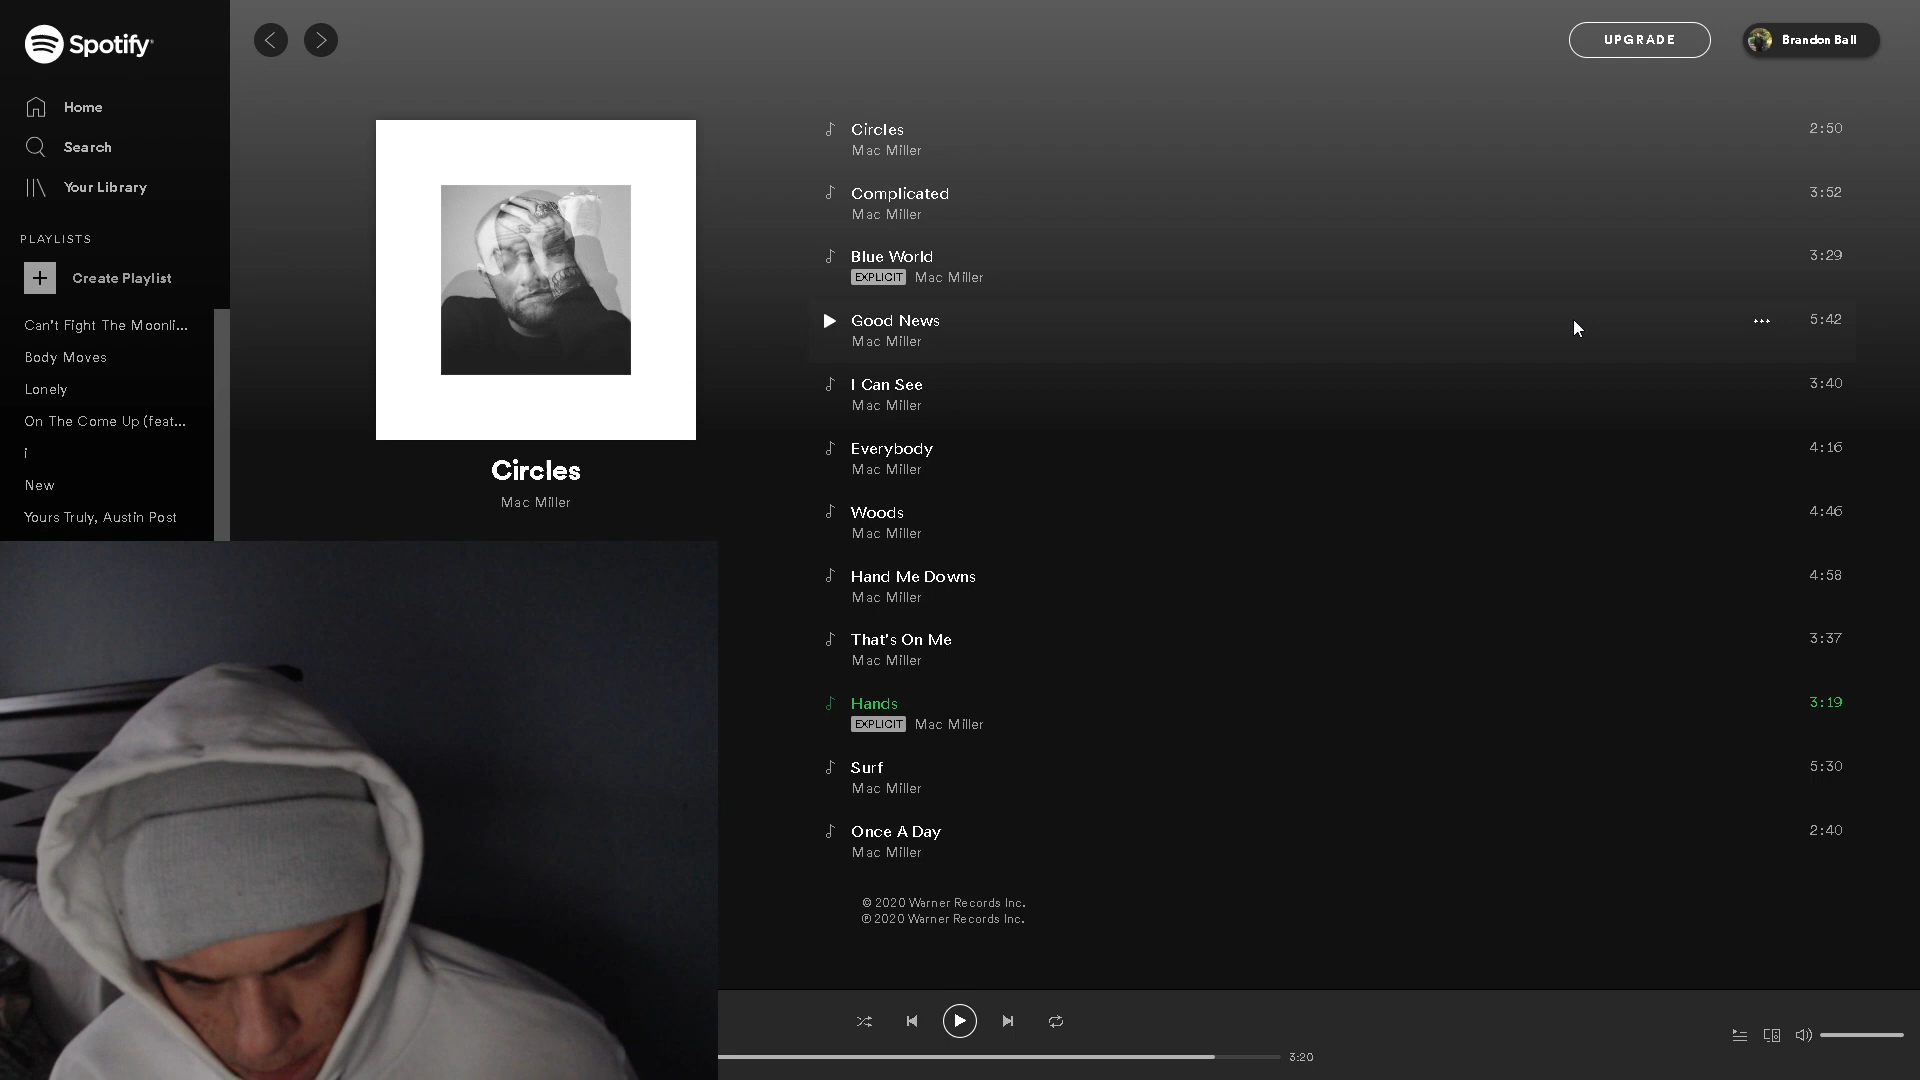 Spotify
Home
Search
Your Library
PLAYLISTS
Create Playlist
Can't Fight The Moonli...
Body Moves
Lonely
On The Come Up (feat...
i
New
Yours Truly, Austin Post
UPGRADE
Brandon Ball
Circles
Mac Miller
Circles 2:50
Mac Miller
Complicated 3:52
Mac Miller
Blue World 3:29
EXPLICIT Mac Miller
Good News 5:42
Mac Miller
I Can See 3:40
Mac Miller
Everybody 4:16
Mac Miller
Woods 4:46
Mac Miller
Hand Me Downs 4:58
Mac Miller
That's On Me 3:37
Mac Miller
Hands 3:19
EXPLICIT Mac Miller
Surf 5:30
Mac Miller
Once A Day 2:40
Mac Miller
© 2020 Warner Records Inc.
℗ 2020 Warner Records Inc.
3:20